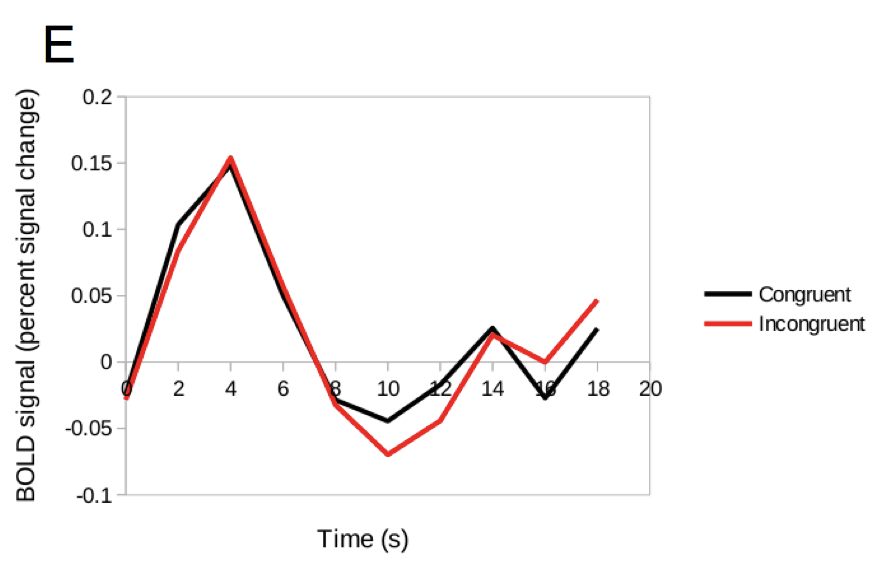 E
BOLD signal (percent signal change)
0.2
0.15
0.1
0.05
0
-0.05
-0.1
0 2 4 6 8 10 12 14 16 18 20
Time (s)
Congruent
Incongruent